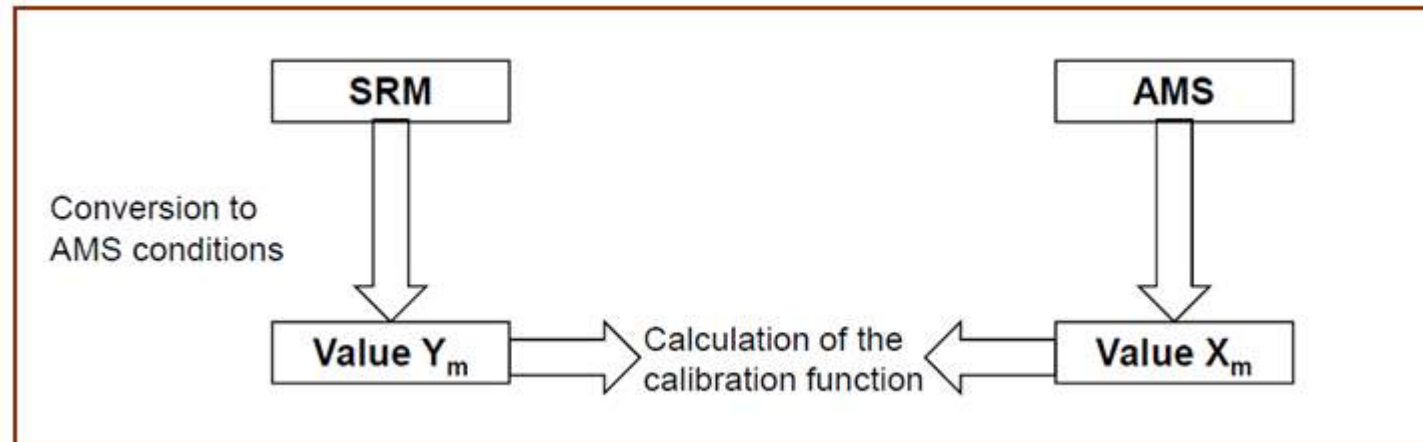 SRM
AMS
Conversion to
AMS conditions
Value Ym
Calculation of the
calibration function
Value Xm